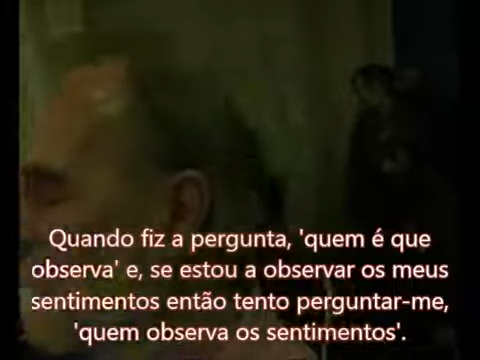 Quando fiz a pergunta, 'quem é que
observa' e, se estou a observar os meus
sentimentos então tento perguntar-me,
'quem observa os sentimentos'.